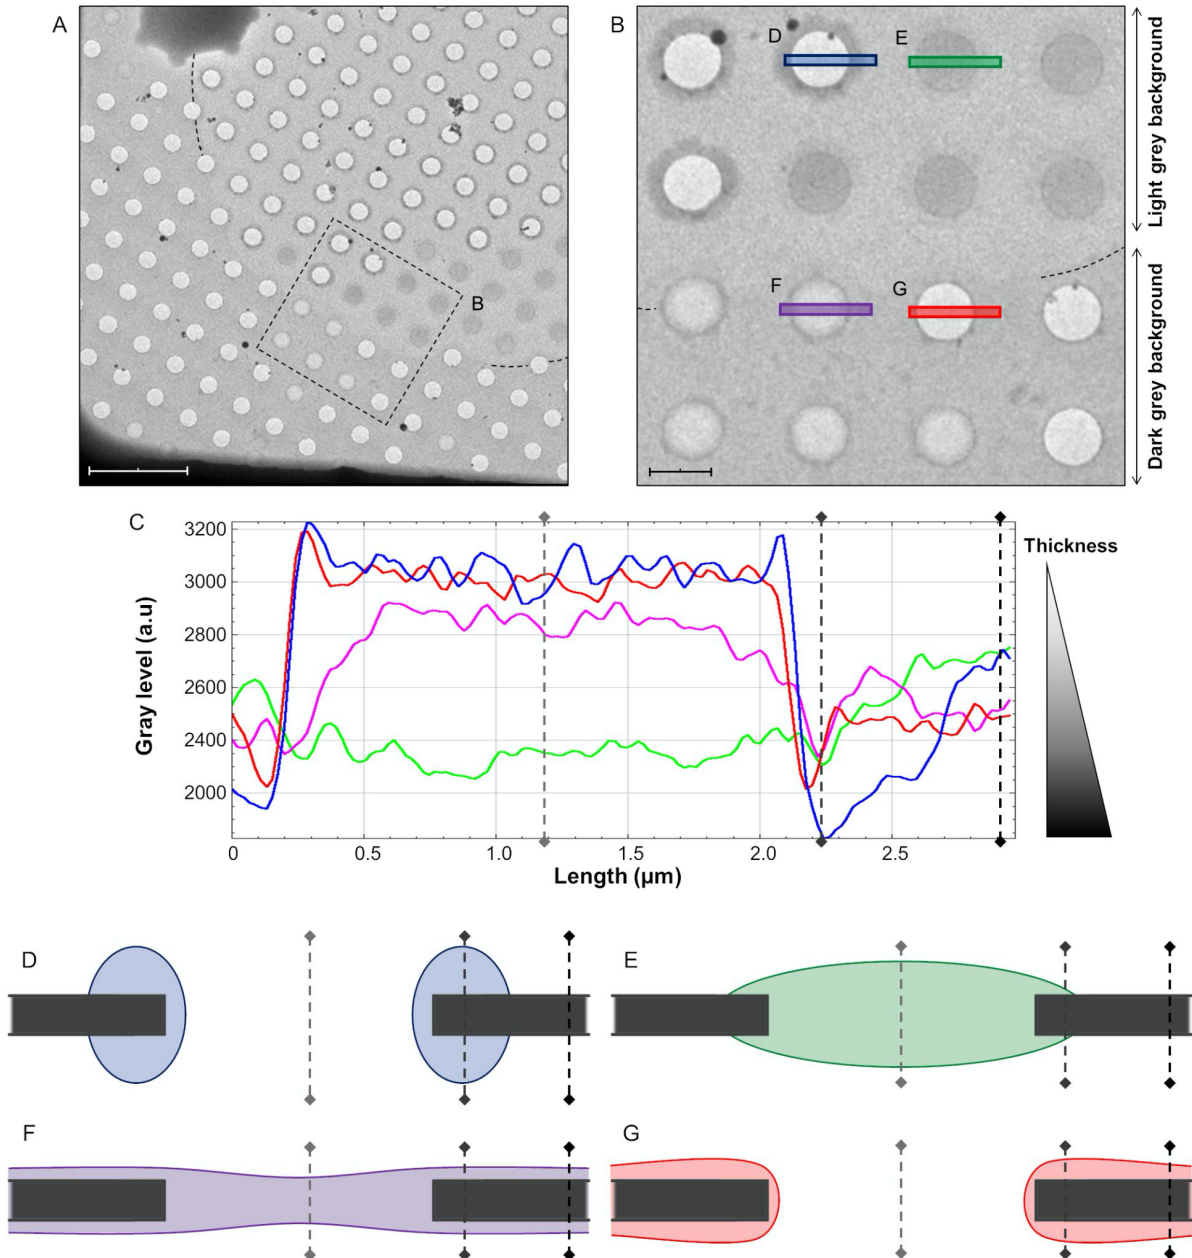 A
B
D
E
F
G
B
Light grey background
Dark grey background
C
3200
3000
2800
2600
2400
2000
0
0.5
1.0
1.5
2.0
2.5
Gray level (a.u)
Length (µm)
Thickness
D
E
F
G